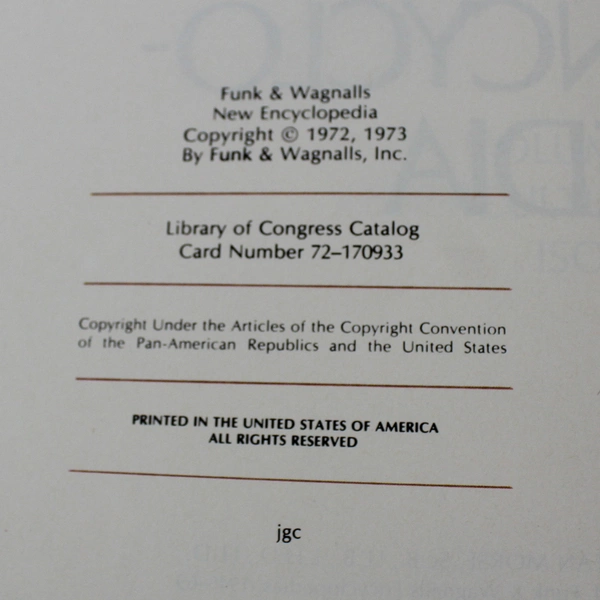 Funk & Wagnalls
New Encyclopedia
Copyright © 1972, 1973
By Funk & Wagnalls, Inc.
Library of Congress Catalog
Card Number 72–170933
Copyright Under the Articles of the Copyright Convention
of the Pan-American Republics and the United States
PRINTED IN THE UNITED STATES OF AMERICA
ALL RIGHTS RESERVED
jgc